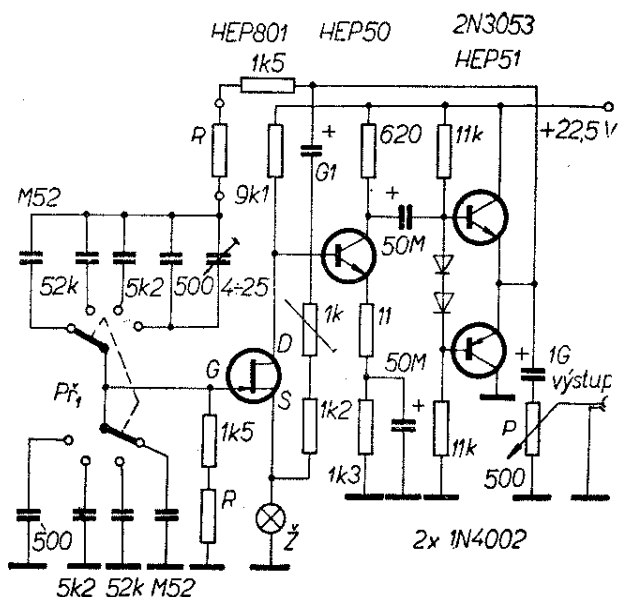 HEP801 HEP50 2N3053
HEP51
1k5
+
R
9k1
G1
620
11k
+22,5 V
M52
52k 5k2 500 4÷25
+
50M
Př₁
G
D
S
1k
11
50M
+
+
1G
výstup
1k5
1k2
R
Ž
1k3
11k
P
500
500
5k2 52k M52
2x 1N4002